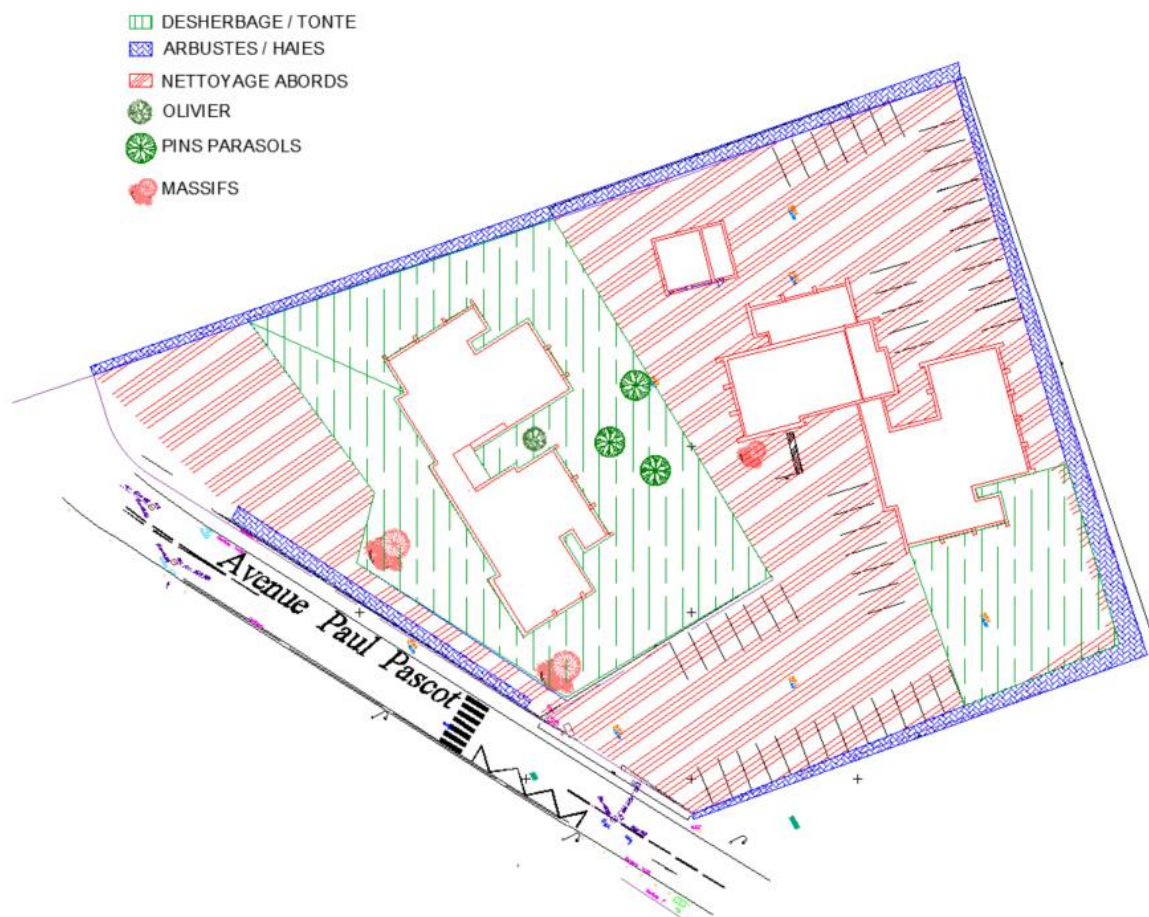 DESHERBAGE / TONTE
ARBUSTES / HAIES
NETTOYAGE ABORDS
OLIVIER
PINS PARASOLS
MASSIFS
Avenue Paul Pascot